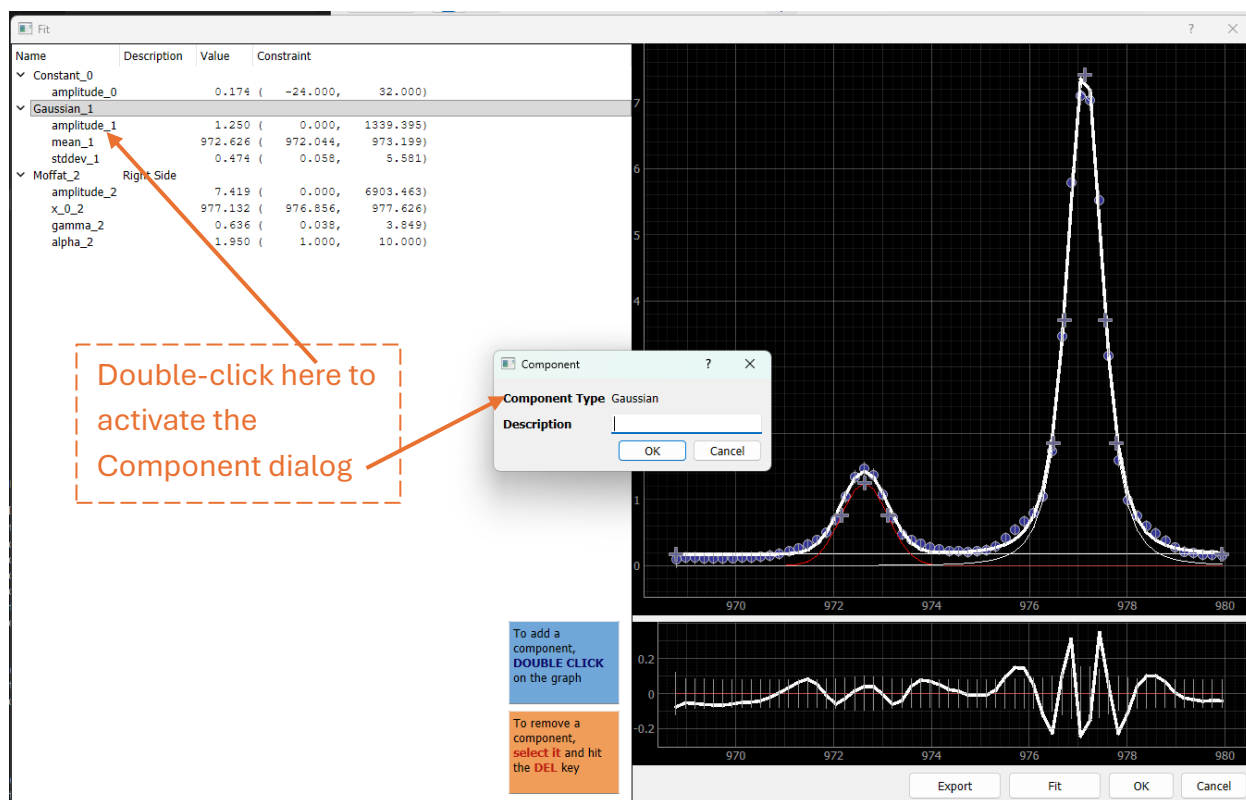 Fit
? ×
Name Description Value Constraint
Constant_0
amplitude_0 0.174 ( -24.000, 32.000)
Gaussian_1
amplitude_1 1.250 ( 0.000, 1339.395)
mean_1 972.626 ( 972.044, 973.199)
stddev_1 0.474 ( 0.058, 5.581)
Moffat_2 Right Side
amplitude_2 7.419 ( 0.000, 6903.463)
x_0_2 977.132 ( 976.856, 977.626)
gamma_2 0.636 ( 0.038, 3.849)
alpha_2 1.950 ( 1.000, 10.000)
Double-click here to
activate the
Component dialog
Component ? ×
Component Type Gaussian
Description
OK Cancel
To add a
component,
DOUBLE CLICK
on the graph
To remove a
component,
select it and hit
the DEL key
7
6
5
4
1
0
970 972 974 976 978 980
0.2
0
-0.2
970 972 974 976 978 980
Export Fit OK Cancel